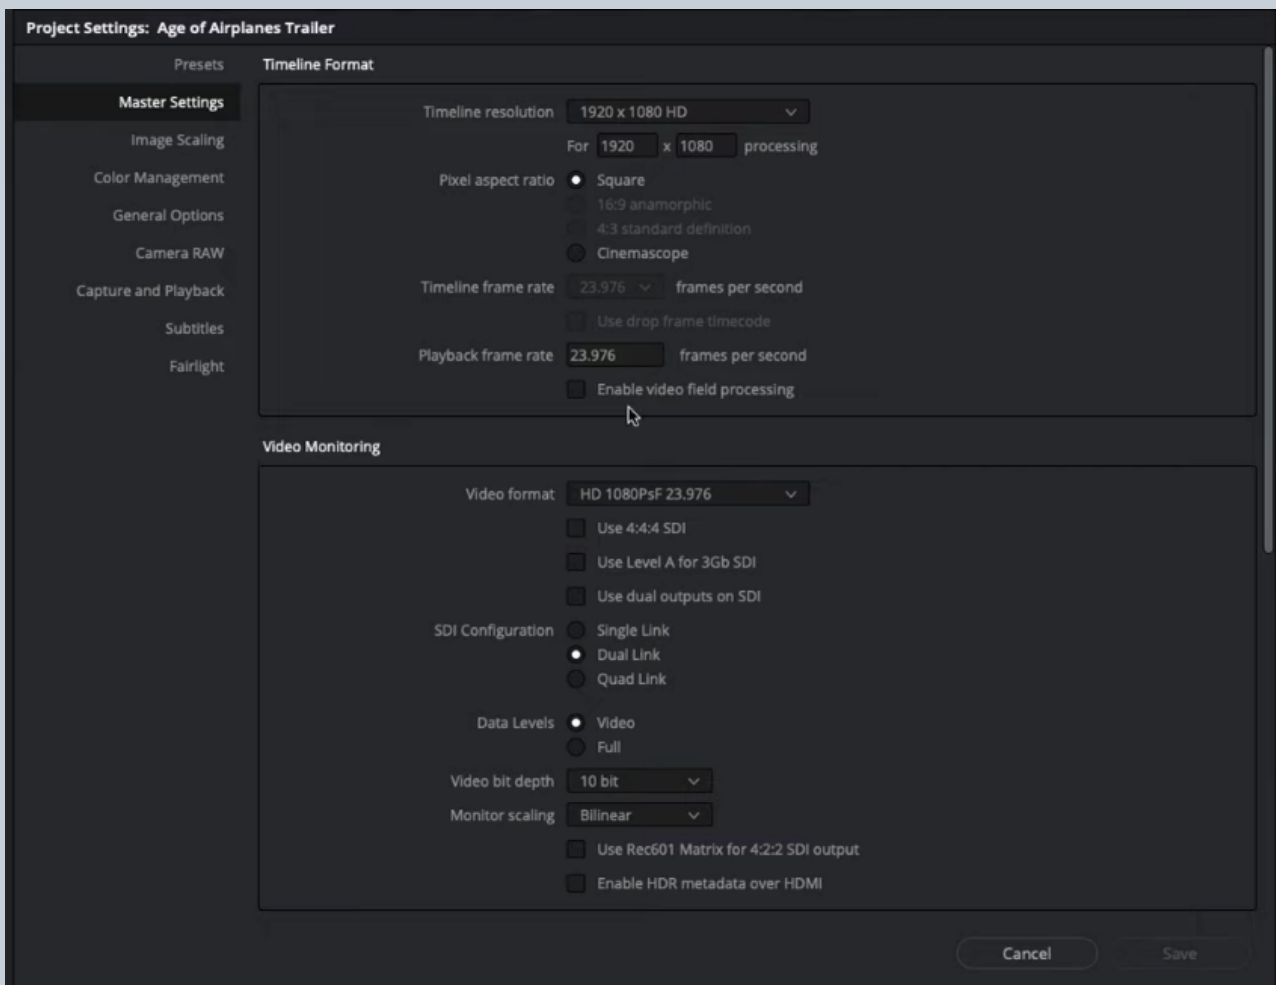 Project Settings: Age of Airplanes Trailer
Presets
Master Settings
Image Scaling
Color Management
General Options
Camera RAW
Capture and Playback
Subtitles
Fairlight
Timeline Format
Timeline resolution 1920 x 1080 HD
For 1920 x 1080 processing
Pixel aspect ratio Square
16:9 anamorphic
4:3 standard definition
Cinemascope
Timeline frame rate 23.976 frames per second
Use drop frame timecode
Playback frame rate 23.976 frames per second
Enable video field processing
Video Monitoring
Video format HD 1080PsF 23.976
Use 4:4:4 SDI
Use Level A for 3Gb SDI
Use dual outputs on SDI
SDI Configuration Single Link
Dual Link
Quad Link
Data Levels Video
Full
Video bit depth 10 bit
Monitor scaling Bilinear
Use Rec601 Matrix for 4:2:2 SDI output
Enable HDR metadata over HDMI
Cancel Save